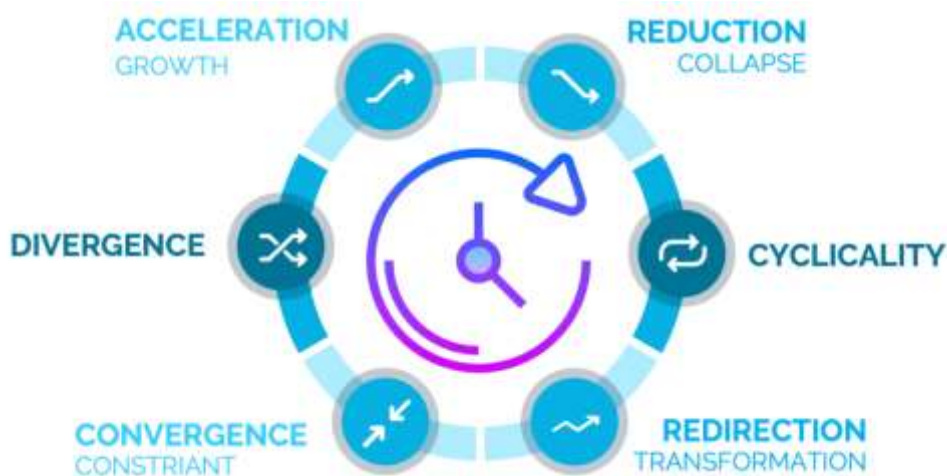 ACCELERATION
GROWTH
REDUCTION
COLLAPSE
DIVERGENCE
CYCLICALITY
CONVERGENCE
CONSTRIANT
REDIRECTION
TRANSFORMATION